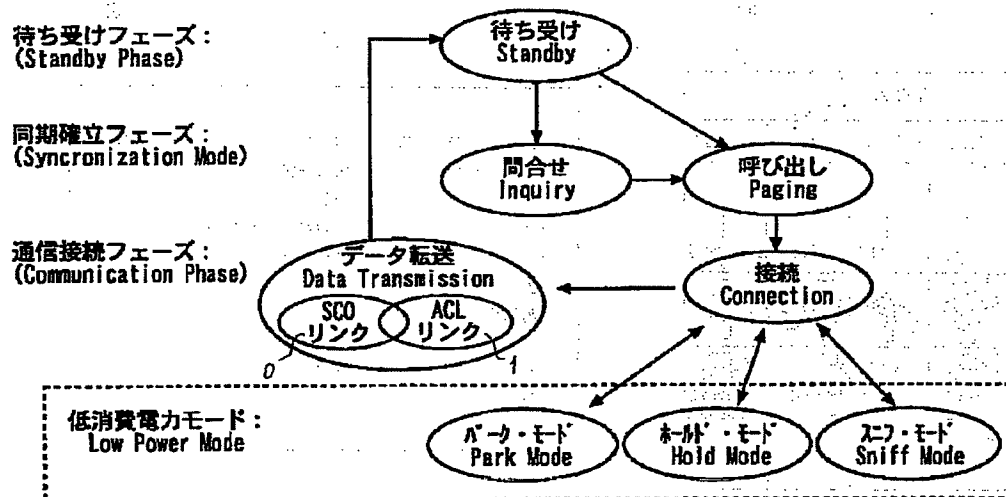 待ち受けフェーズ：
(Standby Phase)
待ち受け
Standby
同期確立フェーズ：
(Syncronization Mode)
問合せ
Inquiry
呼び出し
Paging
通信接続フェーズ：
(Communication Phase)
データ転送
Data Transmission
SCO
リンク
ACL
リンク
0
1
接続
Connection
低消費電力モード：
Low Power Mode
パーク・モード
Park Mode
ホールド・モード
Hold Mode
スニフ・モード
Sniff Mode